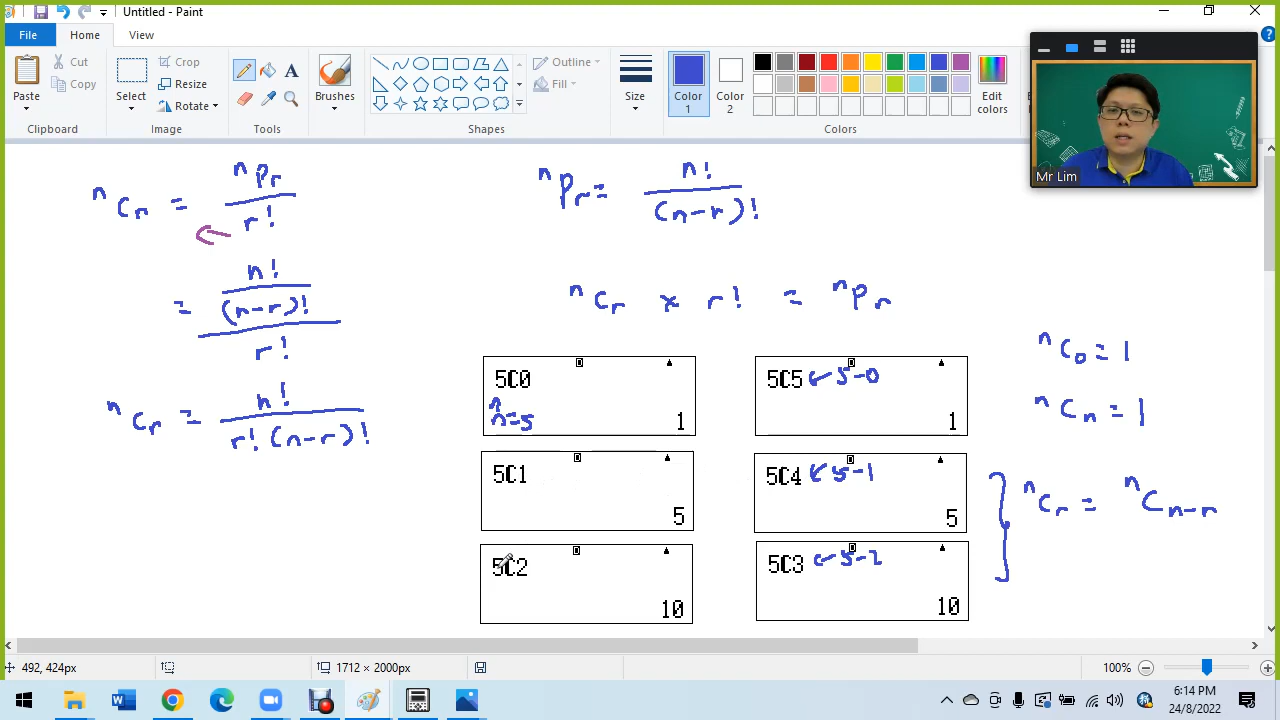 Untitled - Paint
File Home View
Paste Cut Copy Clipboard
Select Crop Resize Rotate Image
Tools
Brushes
Outline Fill Shapes
Size
Color 1 Color 2 Edit colors Colors
Mr Lim
nCr = nPr / r!
nPr = n! / (n-r)!
= n! / (n-r)! / r!
nCr × r! = nPr
nCr = n! / r! (n-r)!
5C0 n=5 1
5C5 ← 5-0 1
5C1 5
5C4 ← 5-1 5
5C2 10
5C3 ← 5-2 10
nC0 = 1
nCn = 1
nCr = nCn-r
492, 424px 1712 × 2000px 100%
6:14 PM
24/8/2022